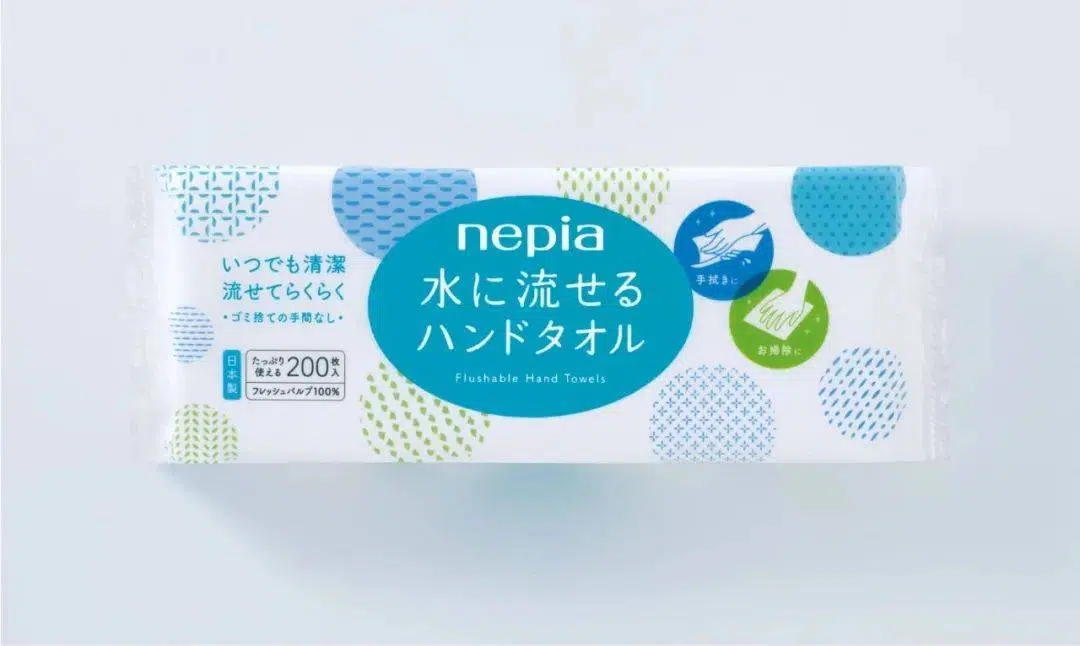 nepia
水に流せる
ハンドタオル
Flushable Hand Towels
いつでも清潔
流せてらくらく
・ゴミ捨ての手間なし・
日本製
たっぷり使える200枚入
フレッシュパルプ100%
手拭きに
お掃除に